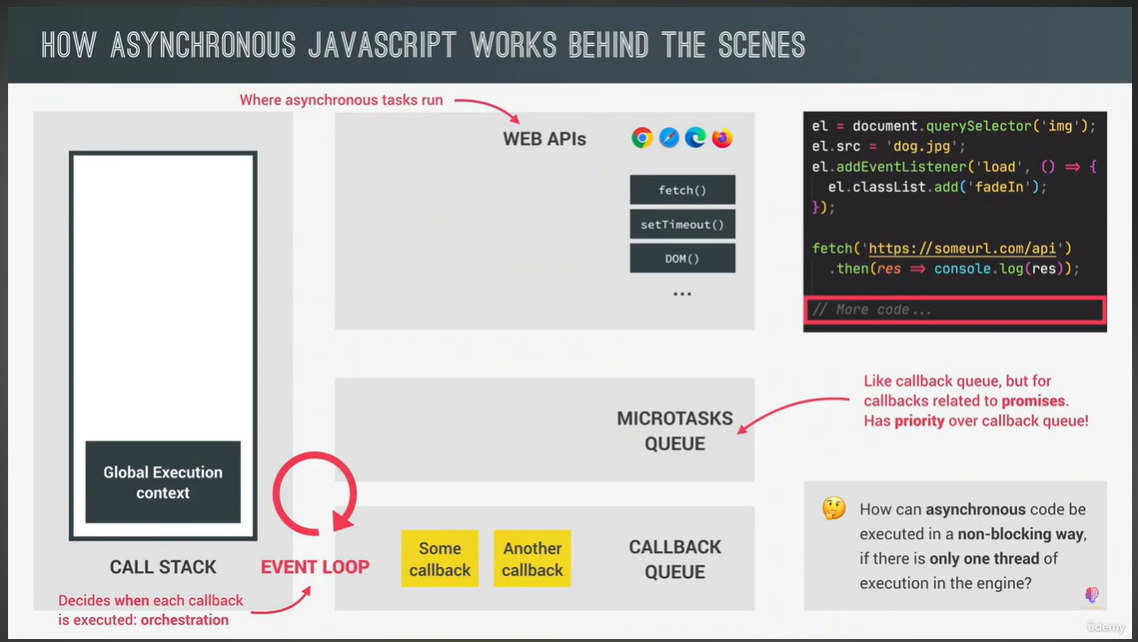 HOW ASYNCHRONOUS JAVASCRIPT WORKS BEHIND THE SCENES
Where asynchronous tasks run
WEB APIs
fetch()
setTimeout()
DOM()
...
el = document.querySelector('img');
el.src = 'dog.jpg';
el.addEventListener('load', () => {
el.classList.add('fadeIn');
});
fetch('https://someurl.com/api')
.then(res => console.log(res));
// More code...
Global Execution
context
CALL STACK
EVENT LOOP
Decides when each callback
is executed: orchestration
MICROTASKS
QUEUE
Like callback queue, but for
callbacks related to promises.
Has priority over callback queue!
Some
callback
Another
callback
CALLBACK
QUEUE
How can asynchronous code be
executed in a non-blocking way,
if there is only one thread of
execution in the engine?
ûdemy